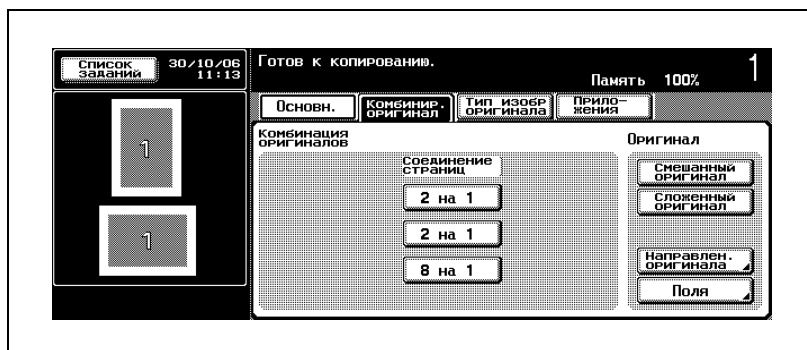 Список
заданий
30/10/06
11:13
Готов к копированию.
Память 100%
1
Основн.
Комбинир.
оригинал
Тип изобр
оригинала
Прило-
жения
1
1
Комбинация
оригиналов
Соединение
страниц
2 на 1
2 на 1
8 на 1
Оригинал
Смешанный
оригинал
Сложенный
оригинал
Направлен.
оригинала
Поля